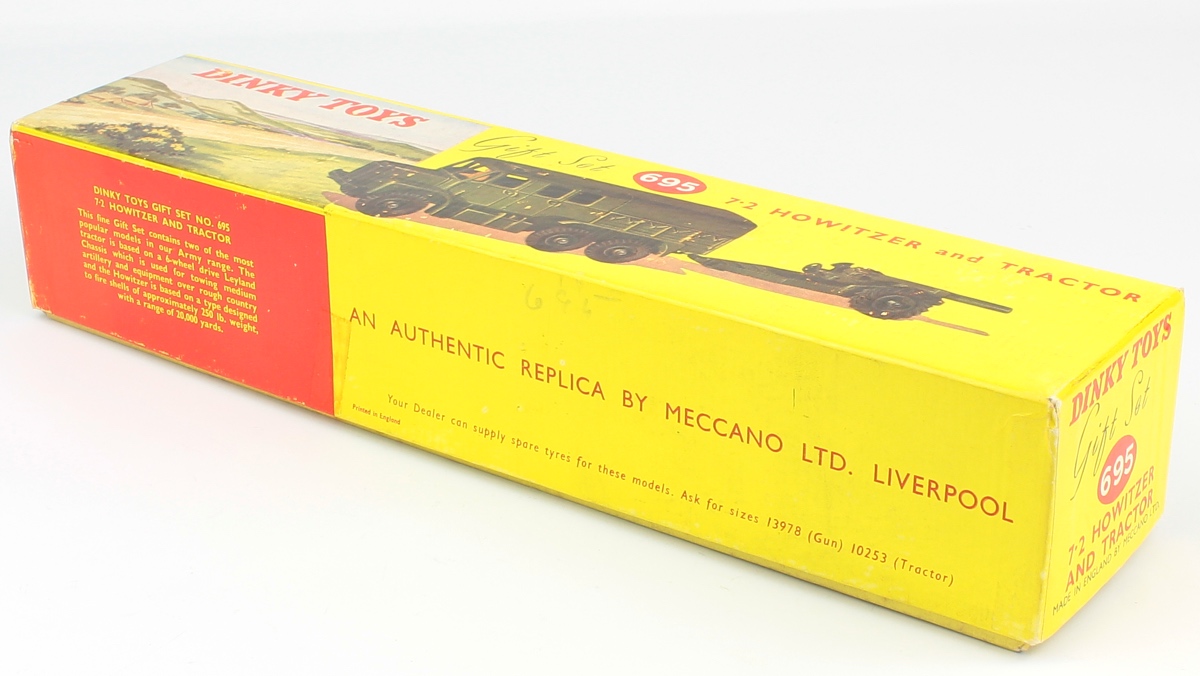 DINKY TOYS
Gift Set
695
7·2 HOWITZER and TRACTOR
DINKY TOYS GIFT SET NO. 695
7·2 HOWITZER AND TRACTOR
This fine Gift Set contains two of the most
popular models in our Army range. The
tractor is based on a 6-wheel drive Leyland
Chassis which is used for towing medium
artillery and equipment over rough country
and the Howitzer is based on a type designed
to fire shells of approximately 250 lb. weight,
with a range of 20,000 yards.
AN AUTHENTIC REPLICA BY MECCANO LTD. LIVERPOOL
Your Dealer can supply spare tyres for these models. Ask for sizes 13978 (Gun) 10253 (Tractor)
Printed in England
DINKY TOYS
Gift Set
695
7·2 HOWITZER
AND TRACTOR
MADE IN ENGLAND BY MECCANO LTD.